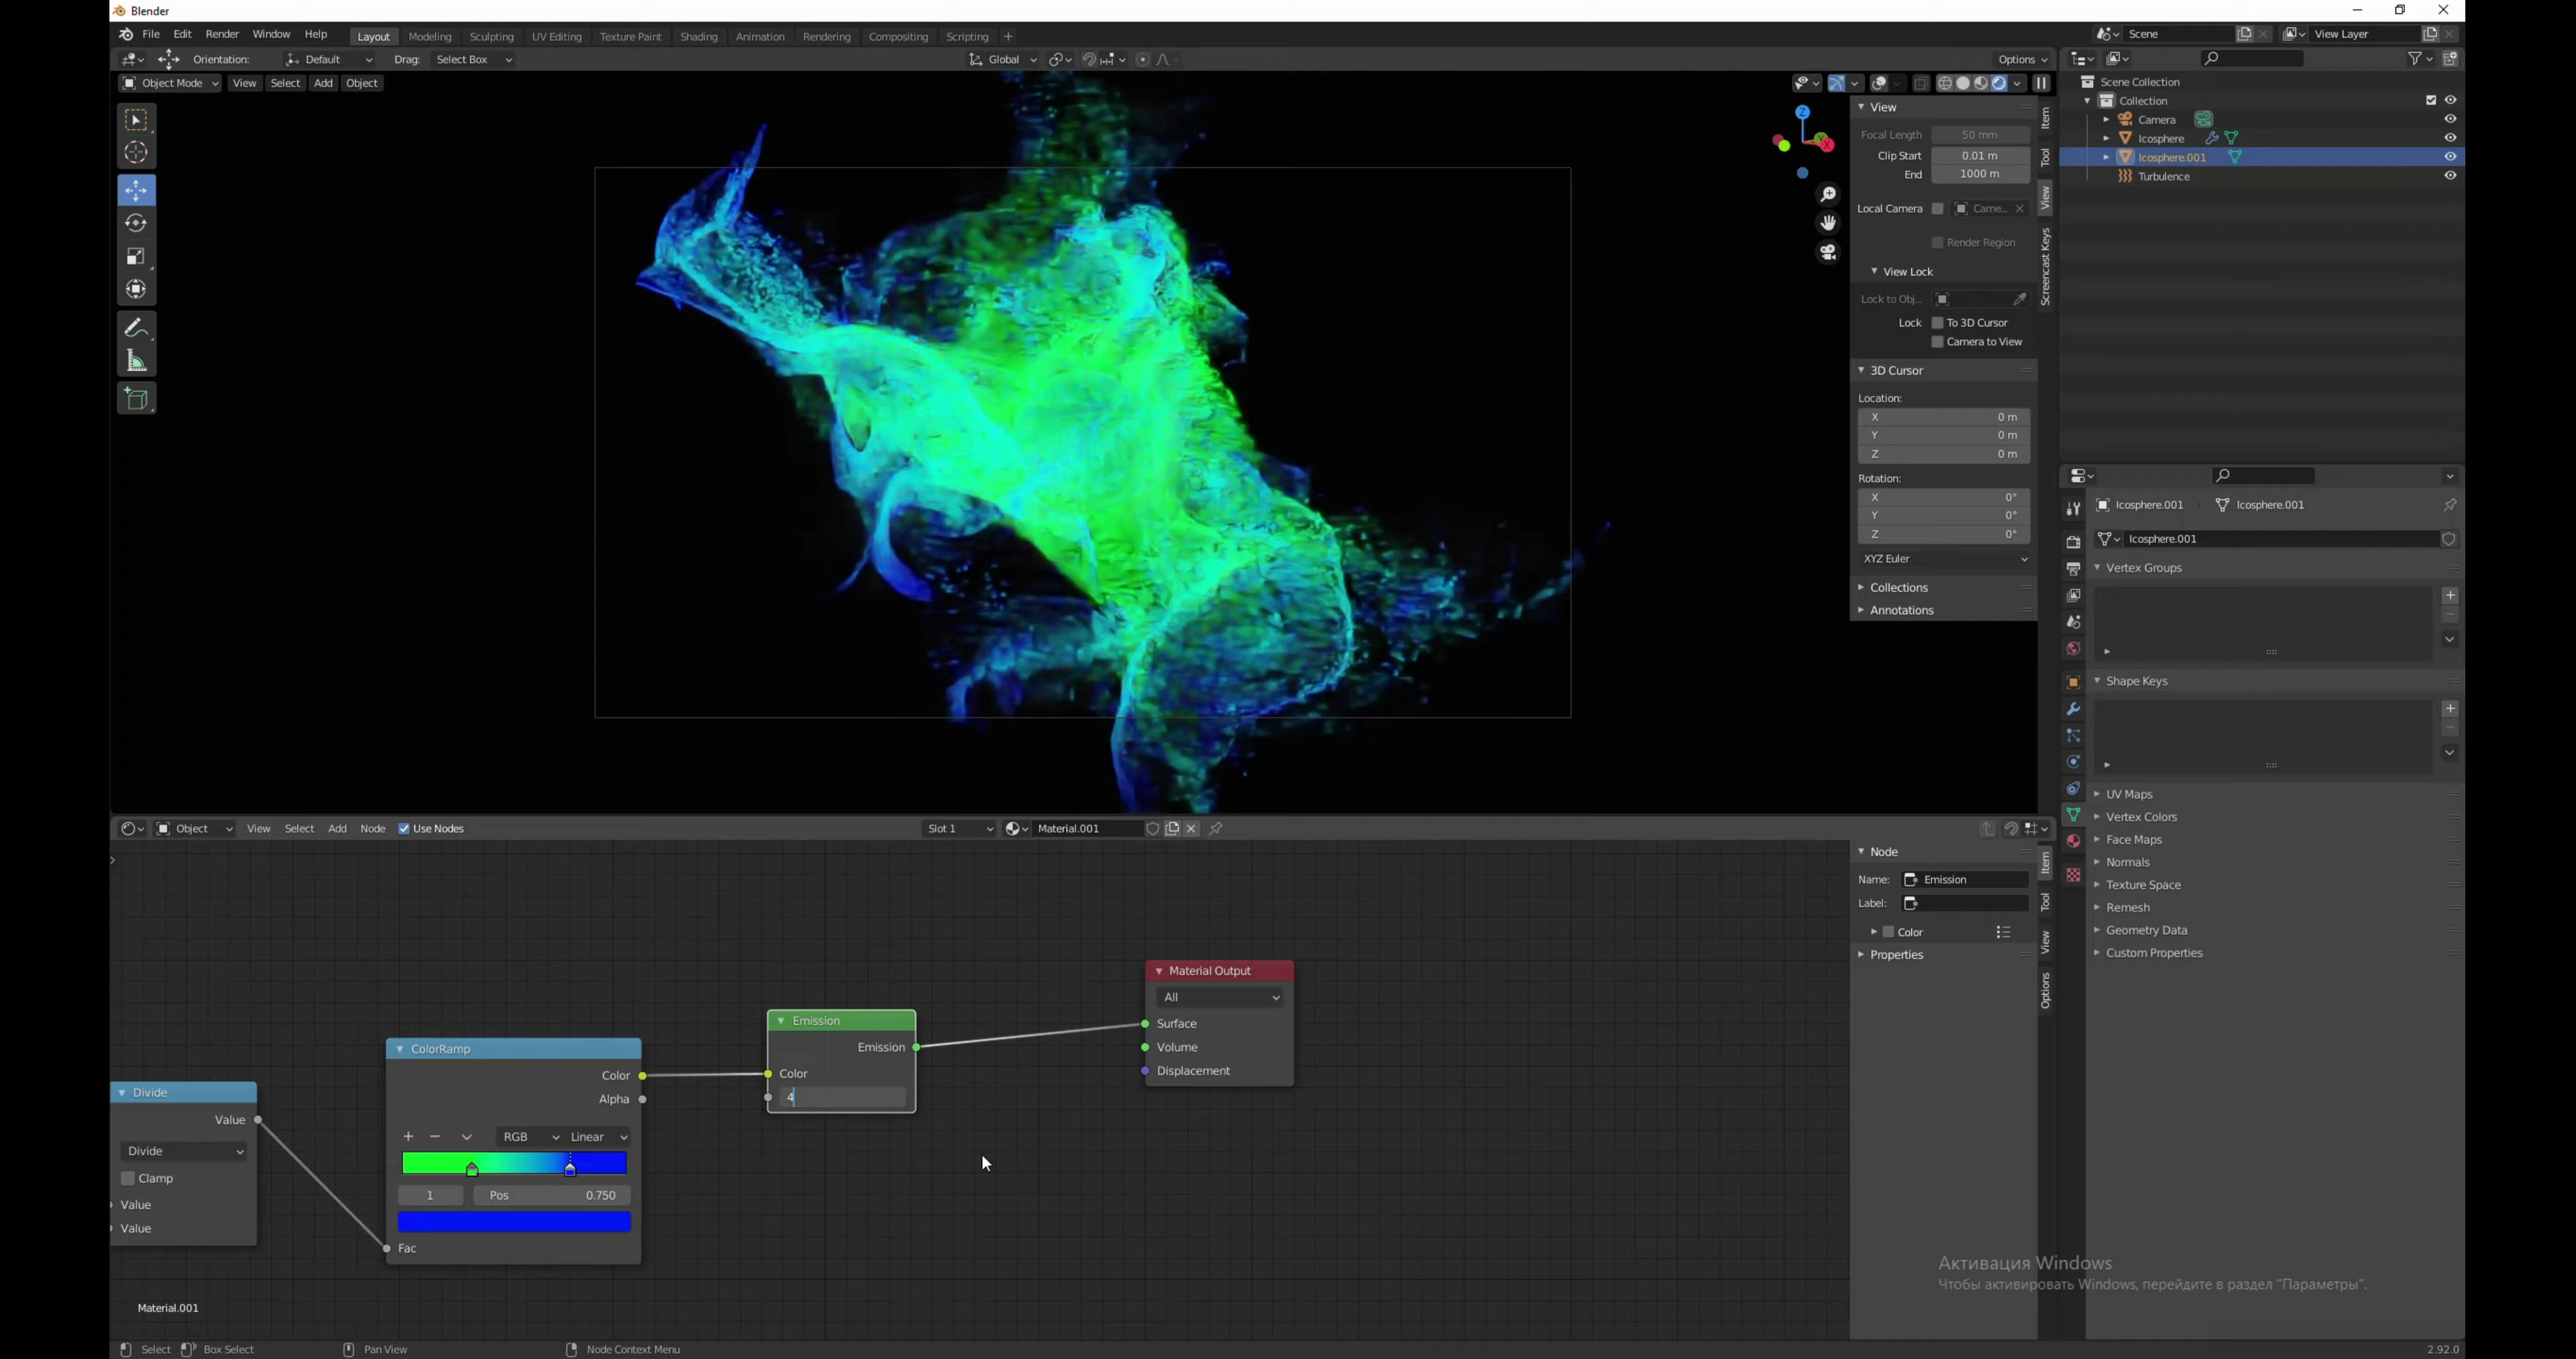 Blender
File Edit Render Window Help Layout Modeling Sculpting UV Editing Texture Paint Shading Animation Rendering Compositing Scripting + Scene View Layer
Orientation: Default Drag: Select Box Global Options
Object Mode View Select Add Object
Scene Collection
Collection
Camera
Icosphere
Icosphere.001
Turbulence
View
Focal Length 50 mm
Clip Start 0.01 m
End 1000 m
Local Camera Came...
Render Region
View Lock
Lock to Obj...
Lock To 3D Cursor
Camera to View
3D Cursor
Location:
X 0 m
Y 0 m
Z 0 m
Rotation:
X 0°
Y 0°
Z 0°
XYZ Euler
Collections
Annotations
Item
Tool
View
Screencast Keys
Z
Y
X
Icosphere.001 Icosphere.001
Icosphere.001
Vertex Groups
Shape Keys
UV Maps
Vertex Colors
Face Maps
Normals
Texture Space
Remesh
Geometry Data
Custom Properties
Object View Select Add Node Use Nodes Slot 1 Material.001
Node
Name: Emission
Label:
Color
Properties
Item
Tool
View
Options
Divide
Value
Divide
Clamp
Value
Value
ColorRamp
Color
Alpha
RGB Linear
1 Pos 0.750
Fac
Emission
Emission
Color
4
Material Output
All
Surface
Volume
Displacement
Активация Windows
Чтобы активировать Windows, перейдите в раздел "Параметры".
Material.001
Select Box Select Pan View Node Context Menu 2.92.0